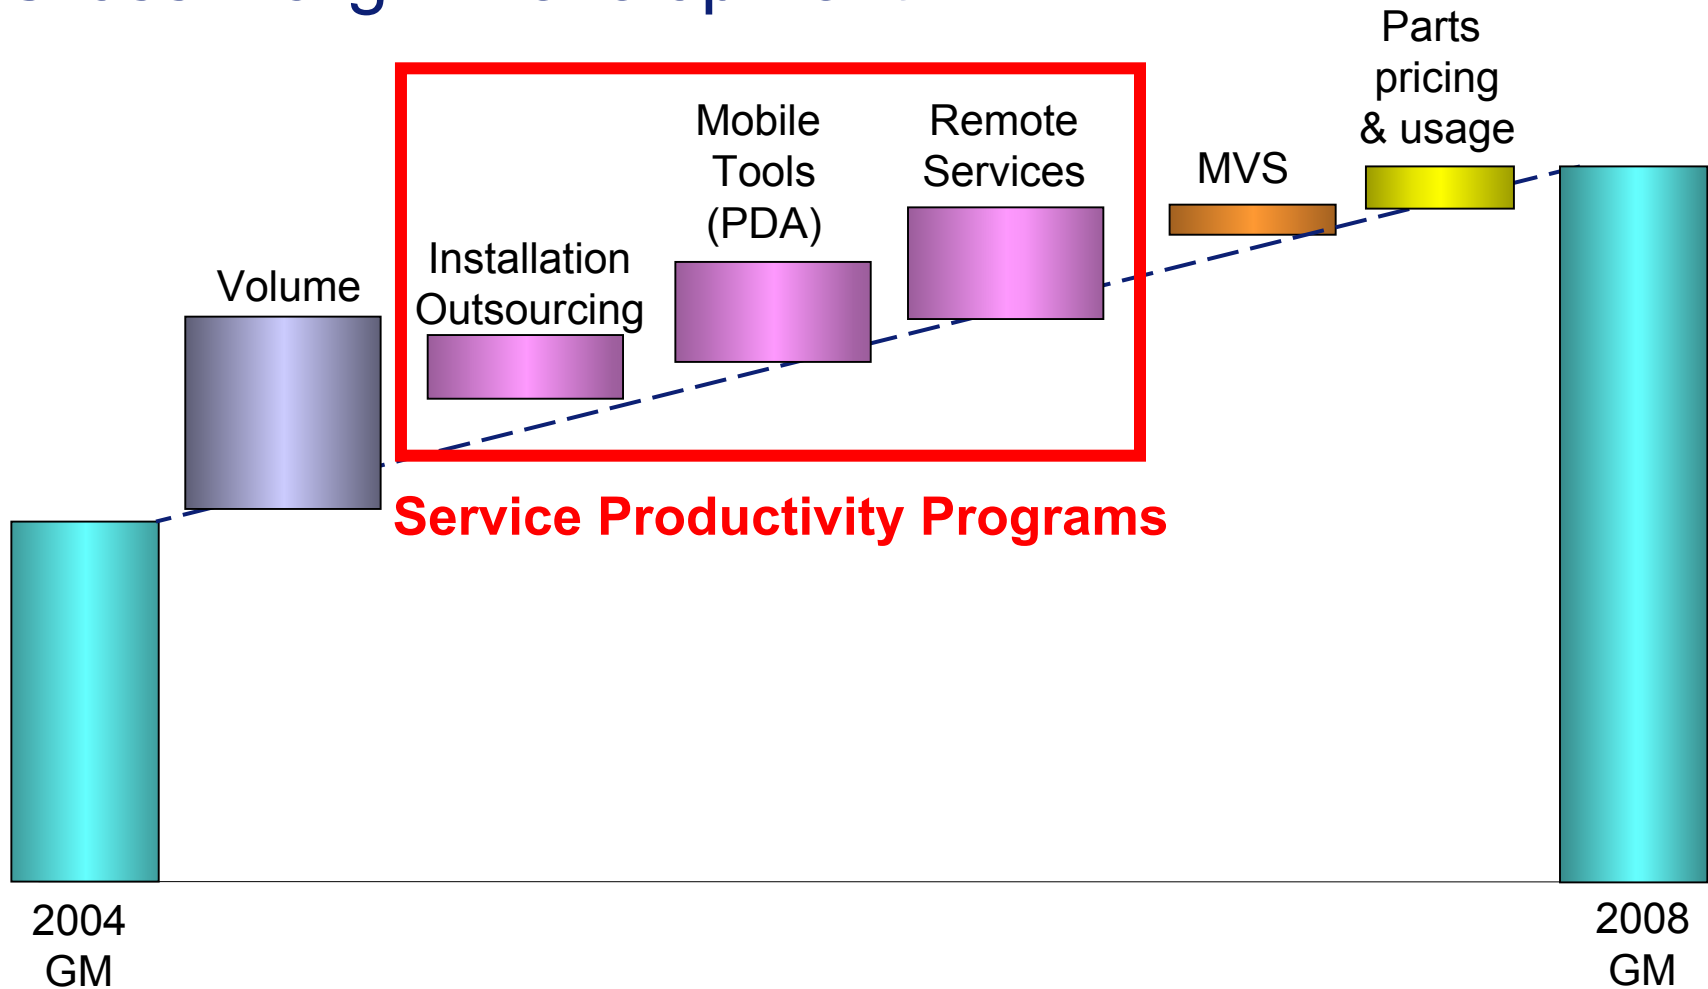 Parts
pricing
& usage
Mobile
Tools
(PDA)
Remote
Services
MVS
Installation
Outsourcing
Volume
Service Productivity Programs
2004
GM
2008
GM